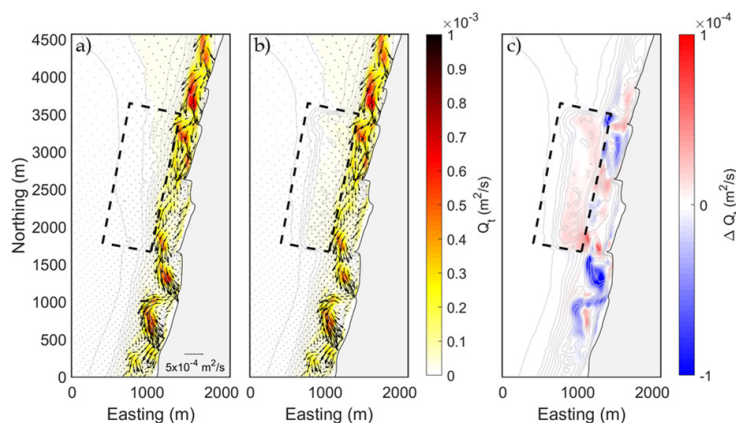 a)
b)
c)
4500
4000
3500
3000
2500
2000
1500
1000
500
0
Northing (m)
5x10⁻⁴ m²/s
0 1000 2000
0 1000 2000
0 1000 2000
Easting (m)
Easting (m)
Easting (m)
×10⁻³
1
0.9
0.8
0.7
0.6
0.5
0.4
0.3
0.2
0.1
0
Qₜ (m²/s)
×10⁻⁴
1
0
-1
Δ Qₜ (m²/s)